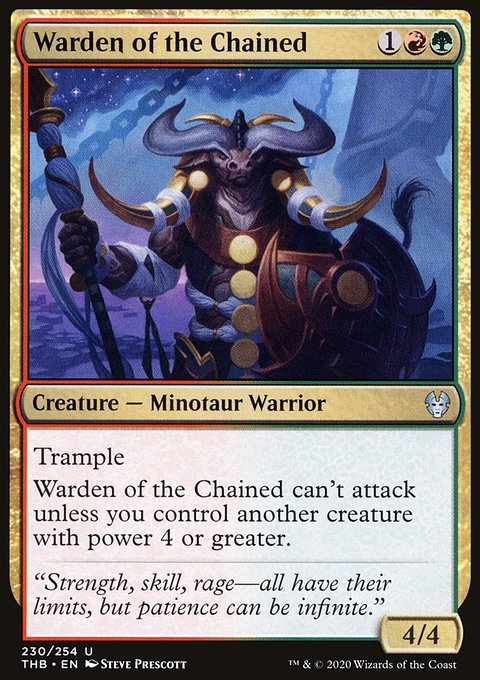 Warden of the Chained 1
Creature — Minotaur Warrior
Trample
Warden of the Chained can't attack
unless you control another creature
with power 4 or greater.
“Strength, skill, rage—all have their
limits, but patience can be infinite.”
4/4
230/254 U
THB • EN Steve Prescott
™ & © 2020 Wizards of the Coast